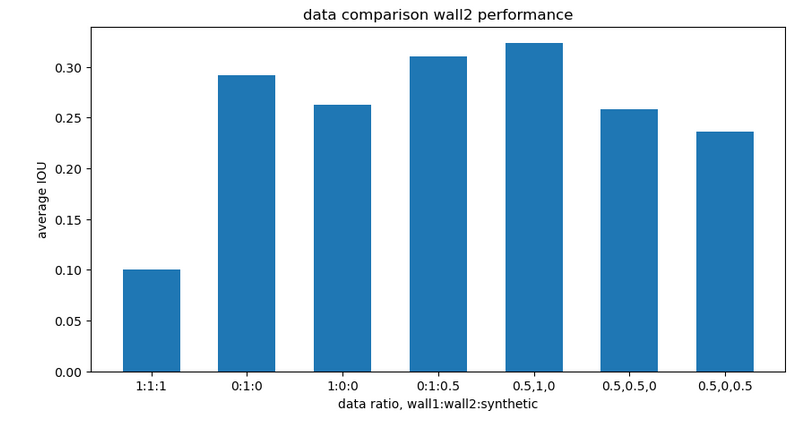 data comparison wall2 performance
average IOU
0.30
0.25
0.20
0.15
0.10
0.05
0.00
1:1:1 0:1:0 1:0:0 0:1:0.5 0.5,1,0 0.5,0.5,0 0.5,0,0.5
data ratio, wall1:wall2:synthetic